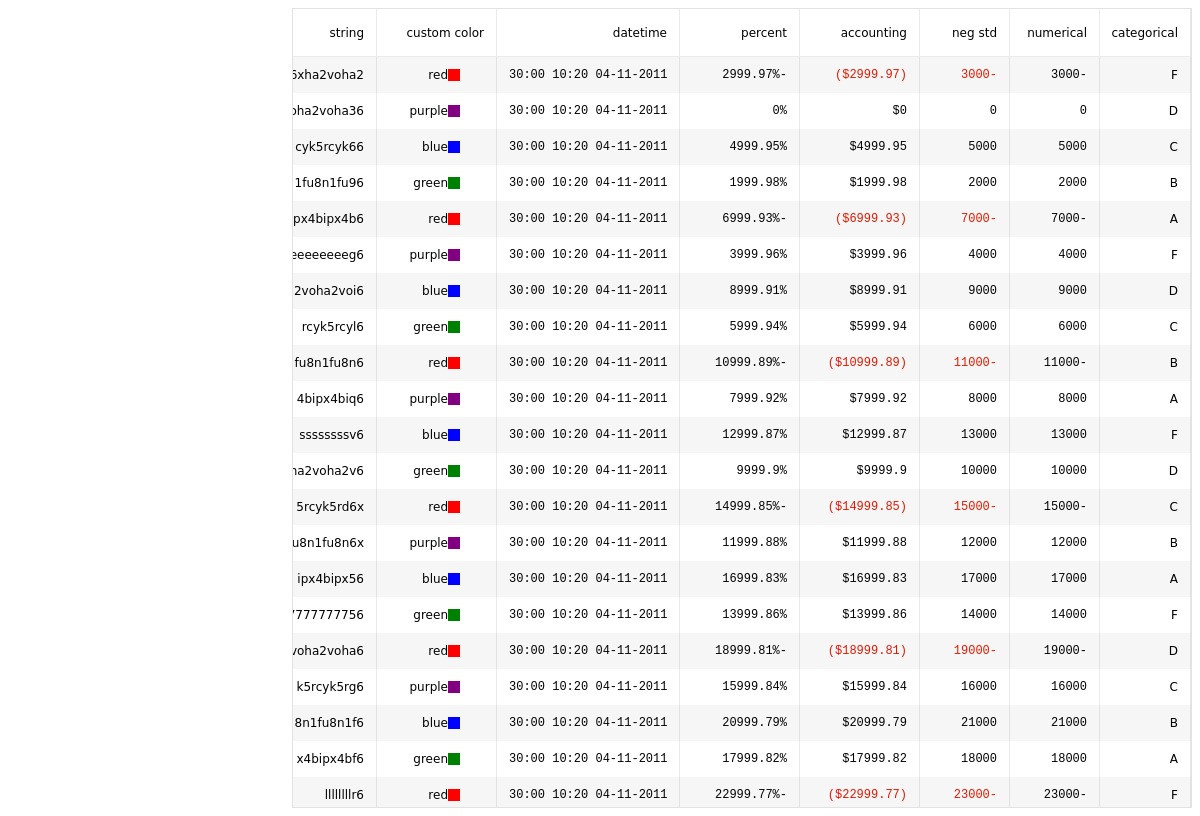 string custom color datetime percent accounting neg std numerical categorical
6xha2voha2 red 30:00 10:20 04-11-2011 2999.97%- ($2999.97) 3000- 3000- F
oha2voha36 purple 30:00 10:20 04-11-2011 0% $0 0 0 D
cyk5rcyk66 blue 30:00 10:20 04-11-2011 4999.95% $4999.95 5000 5000 C
1fu8n1fu96 green 30:00 10:20 04-11-2011 1999.98% $1999.98 2000 2000 B
px4bipx4b6 red 30:00 10:20 04-11-2011 6999.93%- ($6999.93) 7000- 7000- A
eeeeeeeeg6 purple 30:00 10:20 04-11-2011 3999.96% $3999.96 4000 4000 F
2voha2voi6 blue 30:00 10:20 04-11-2011 8999.91% $8999.91 9000 9000 D
rcyk5rcyl6 green 30:00 10:20 04-11-2011 5999.94% $5999.94 6000 6000 C
fu8n1fu8n6 red 30:00 10:20 04-11-2011 10999.89%- ($10999.89) 11000- 11000- B
4bipx4biq6 purple 30:00 10:20 04-11-2011 7999.92% $7999.92 8000 8000 A
ssssssssv6 blue 30:00 10:20 04-11-2011 12999.87% $12999.87 13000 13000 F
ha2voha2v6 green 30:00 10:20 04-11-2011 9999.9% $9999.9 10000 10000 D
5rcyk5rd6x red 30:00 10:20 04-11-2011 14999.85%- ($14999.85) 15000- 15000- C
u8n1fu8n6x purple 30:00 10:20 04-11-2011 11999.88% $11999.88 12000 12000 B
ipx4bipx56 blue 30:00 10:20 04-11-2011 16999.83% $16999.83 17000 17000 A
7777777756 green 30:00 10:20 04-11-2011 13999.86% $13999.86 14000 14000 F
voha2voha6 red 30:00 10:20 04-11-2011 18999.81%- ($18999.81) 19000- 19000- D
k5rcyk5rg6 purple 30:00 10:20 04-11-2011 15999.84% $15999.84 16000 16000 C
8n1fu8n1f6 blue 30:00 10:20 04-11-2011 20999.79% $20999.79 21000 21000 B
x4bipx4bf6 green 30:00 10:20 04-11-2011 17999.82% $17999.82 18000 18000 A
llllllllr6 red 30:00 10:20 04-11-2011 22999.77%- ($22999.77) 23000- 23000- F